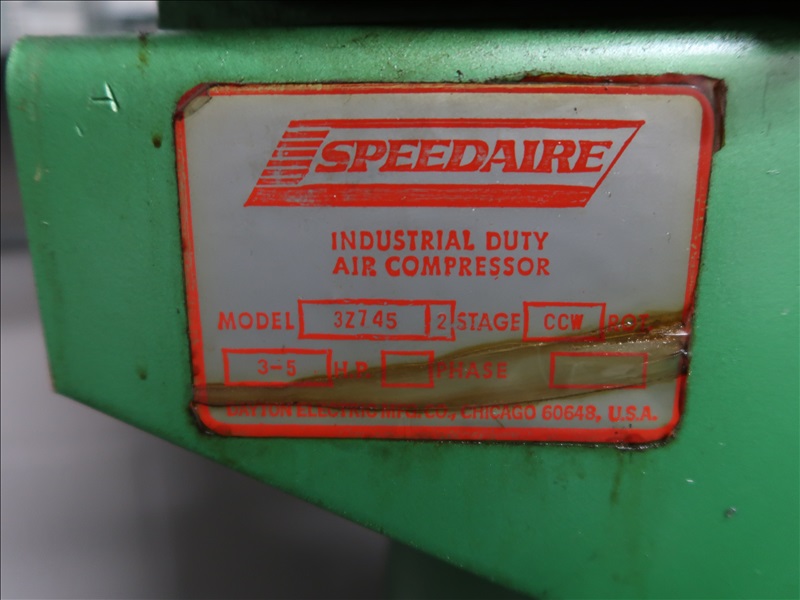 SPEEDAIRE
INDUSTRIAL DUTY
AIR COMPRESSOR
MODEL 3Z745 2 STAGE CCW ROT.
3-5 H.P. PHASE
DAYTON ELECTRIC MFG. CO., CHICAGO 60648, U.S.A.